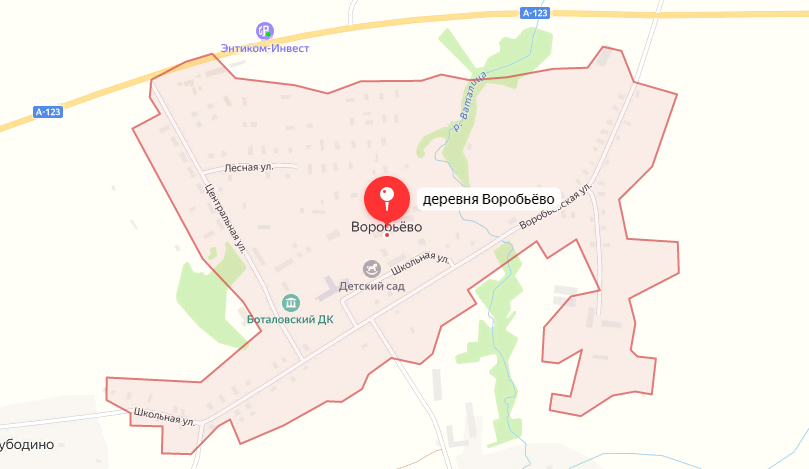 А-123
Энтиком-Инвест
А-123
р. Ваталица
Лесная ул.
Центральная ул.
деревня Воробьёво
Воробьёвская ул.
Воробьёво
Школьная ул.
Детский сад
Боталовский ДК
Школьная ул.
убодино